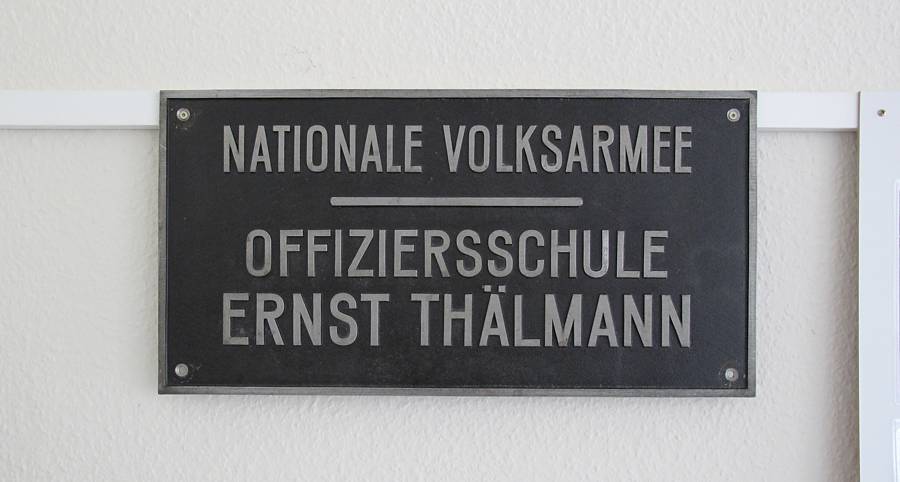 NATIONALE VOLKSARMEE
OFFIZIERSSCHULE
ERNST THÄLMANN